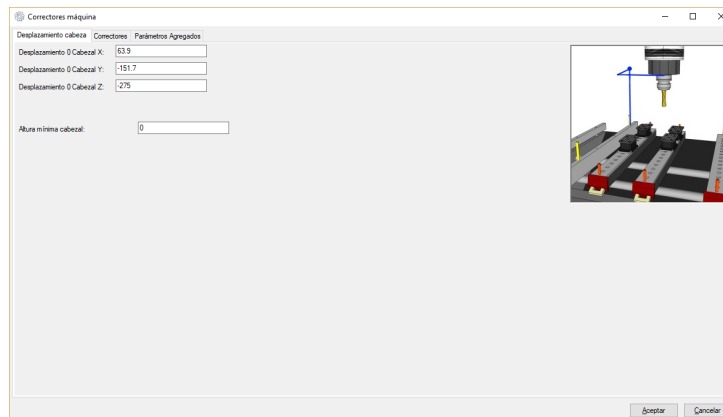 Correctores máquina
Desplazamiento cabeza Correctores Parámetros Agregados
Desplazamiento 0 Cabezal X: 63.9
Desplazamiento 0 Cabezal Y: -151.7
Desplazamiento 0 Cabezal Z: -275
Altura mínima cabezal: 0
Aceptar Cancelar